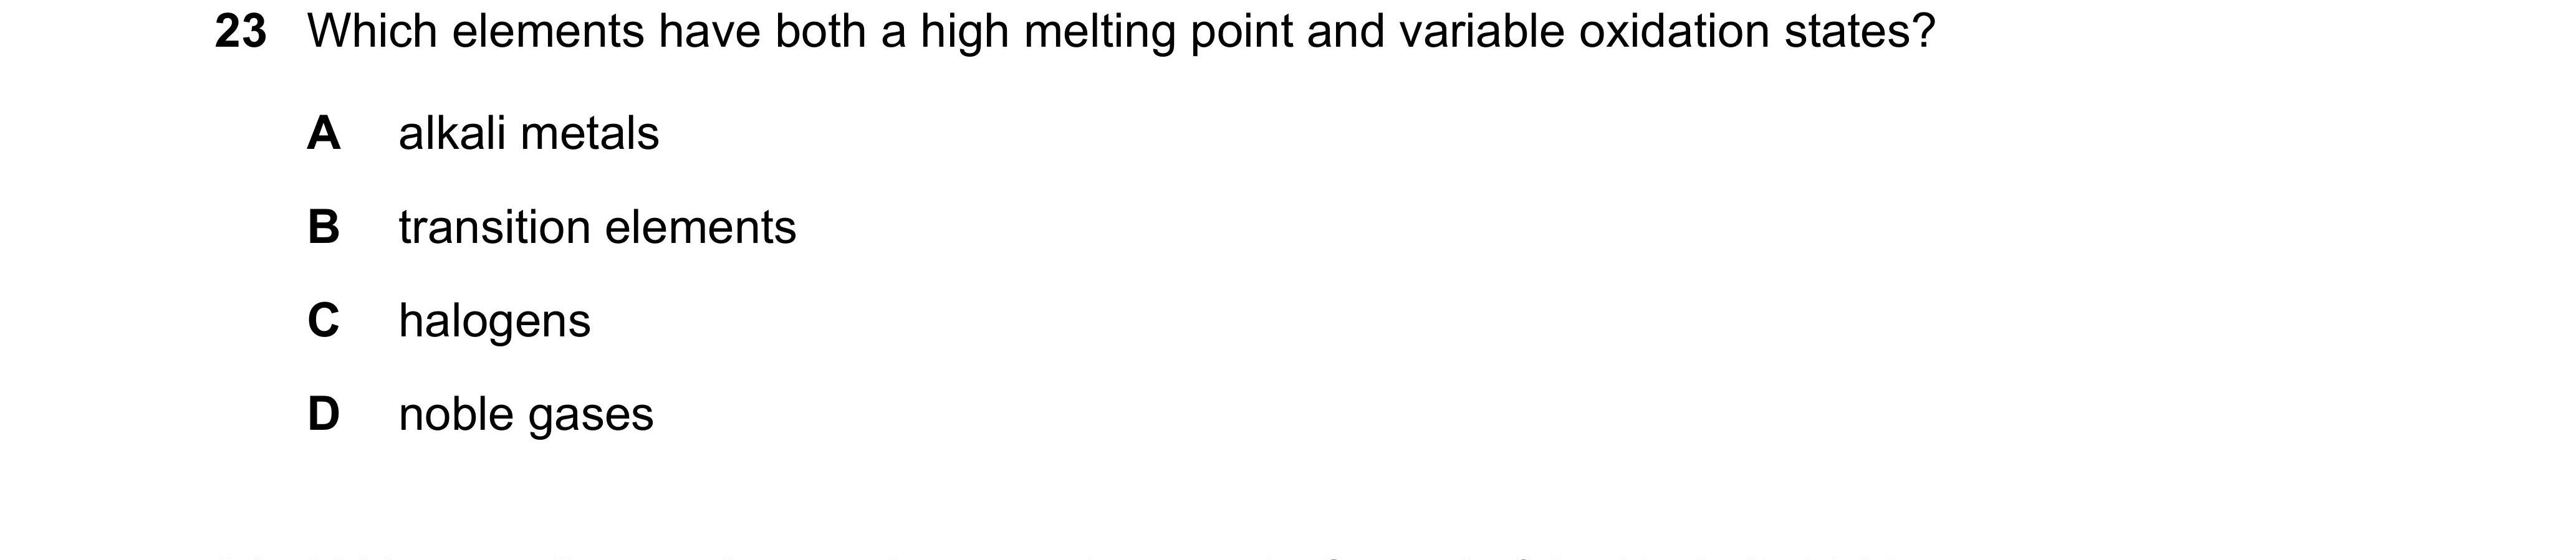 23 Which elements have both a high melting point and variable oxidation states?
A alkali metals
B transition elements
C halogens
D noble gases